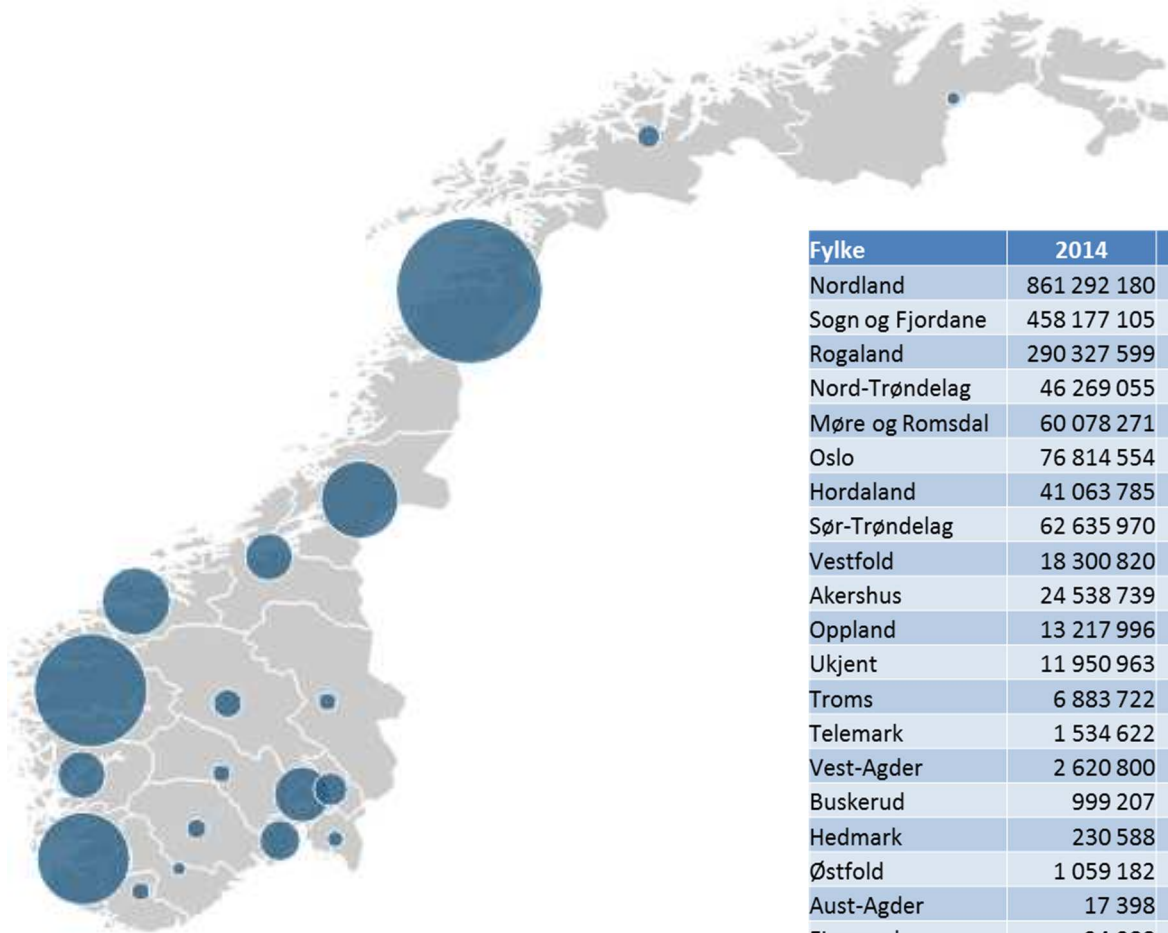 Fylke 2014
Nordland 861 292 180
Sogn og Fjordane 458 177 105
Rogaland 290 327 599
Nord-Trøndelag 46 269 055
Møre og Romsdal 60 078 271
Oslo 76 814 554
Hordaland 41 063 785
Sør-Trøndelag 62 635 970
Vestfold 18 300 820
Akershus 24 538 739
Oppland 13 217 996
Ukjent 11 950 963
Troms 6 883 722
Telemark 1 534 622
Vest-Agder 2 620 800
Buskerud 999 207
Hedmark 230 588
Østfold 1 059 182
Aust-Agder 17 398